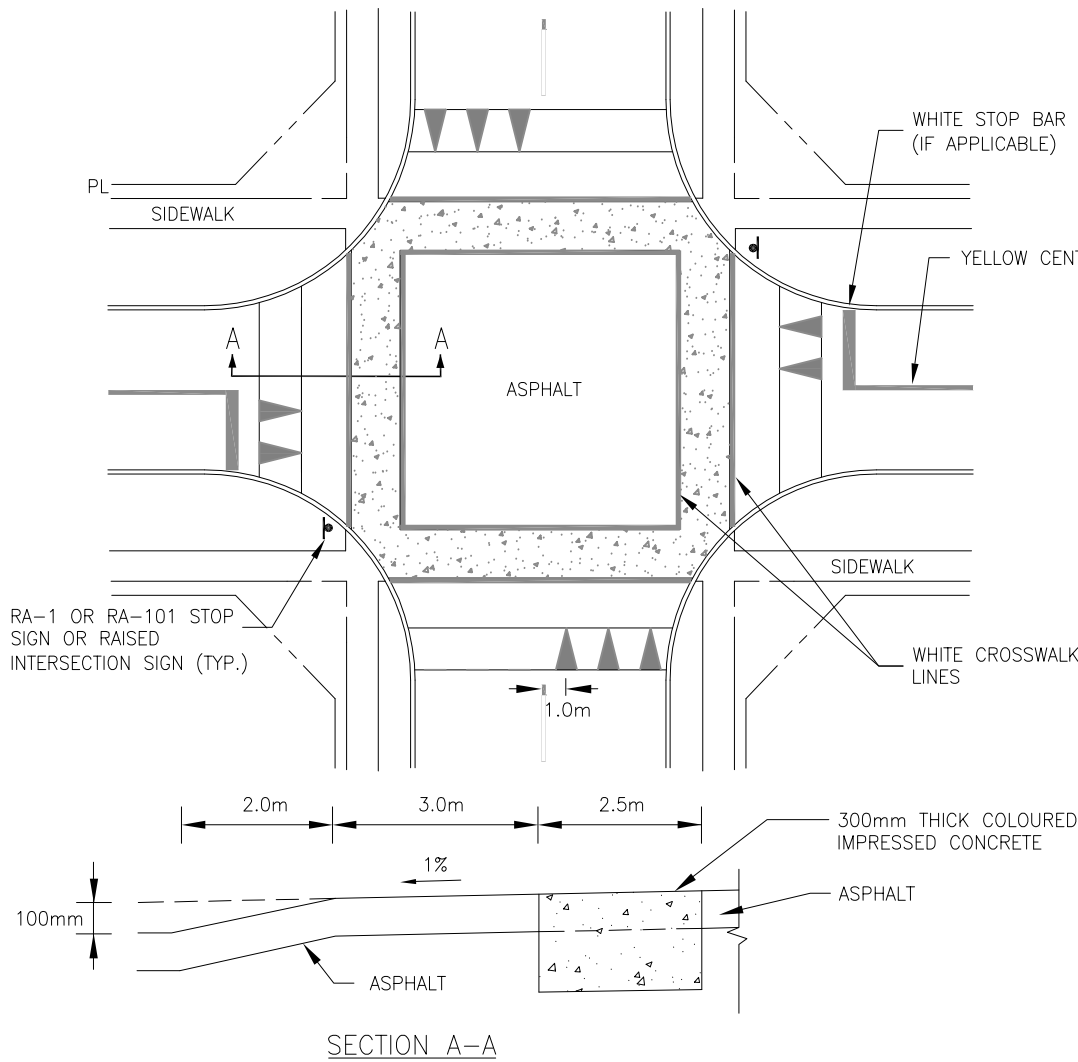 WHITE STOP BAR
(IF APPLICABLE)
PL
SIDEWALK
YELLOW CENT
A A
ASPHALT
SIDEWALK
RA-1 OR RA-101 STOP
SIGN OR RAISED
INTERSECTION SIGN (TYP.)
WHITE CROSSWALK
LINES
1.0m
2.0m 3.0m 2.5m
300mm THICK COLOURED
IMPRESSED CONCRETE
1%
ASPHALT
100mm
ASPHALT
SECTION A-A